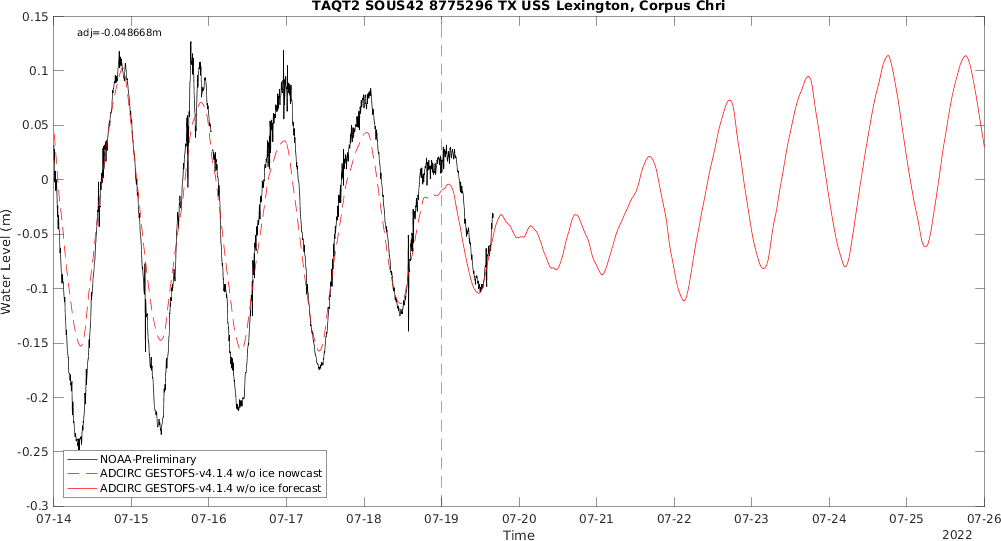 TAQT2 SOUS42 8775296 TX USS Lexington, Corpus Chri
adj=-0.048668m
0.15
0.1
0.05
0
-0.05
-0.1
-0.15
-0.2
-0.25
-0.3
Water Level (m)
NOAA-Preliminary
ADCIRC GESTOFS-v4.1.4 w/o ice nowcast
ADCIRC GESTOFS-v4.1.4 w/o ice forecast
07-14 07-15 07-16 07-17 07-18 07-19 07-20 07-21 07-22 07-23 07-24 07-25 07-26
Time
2022